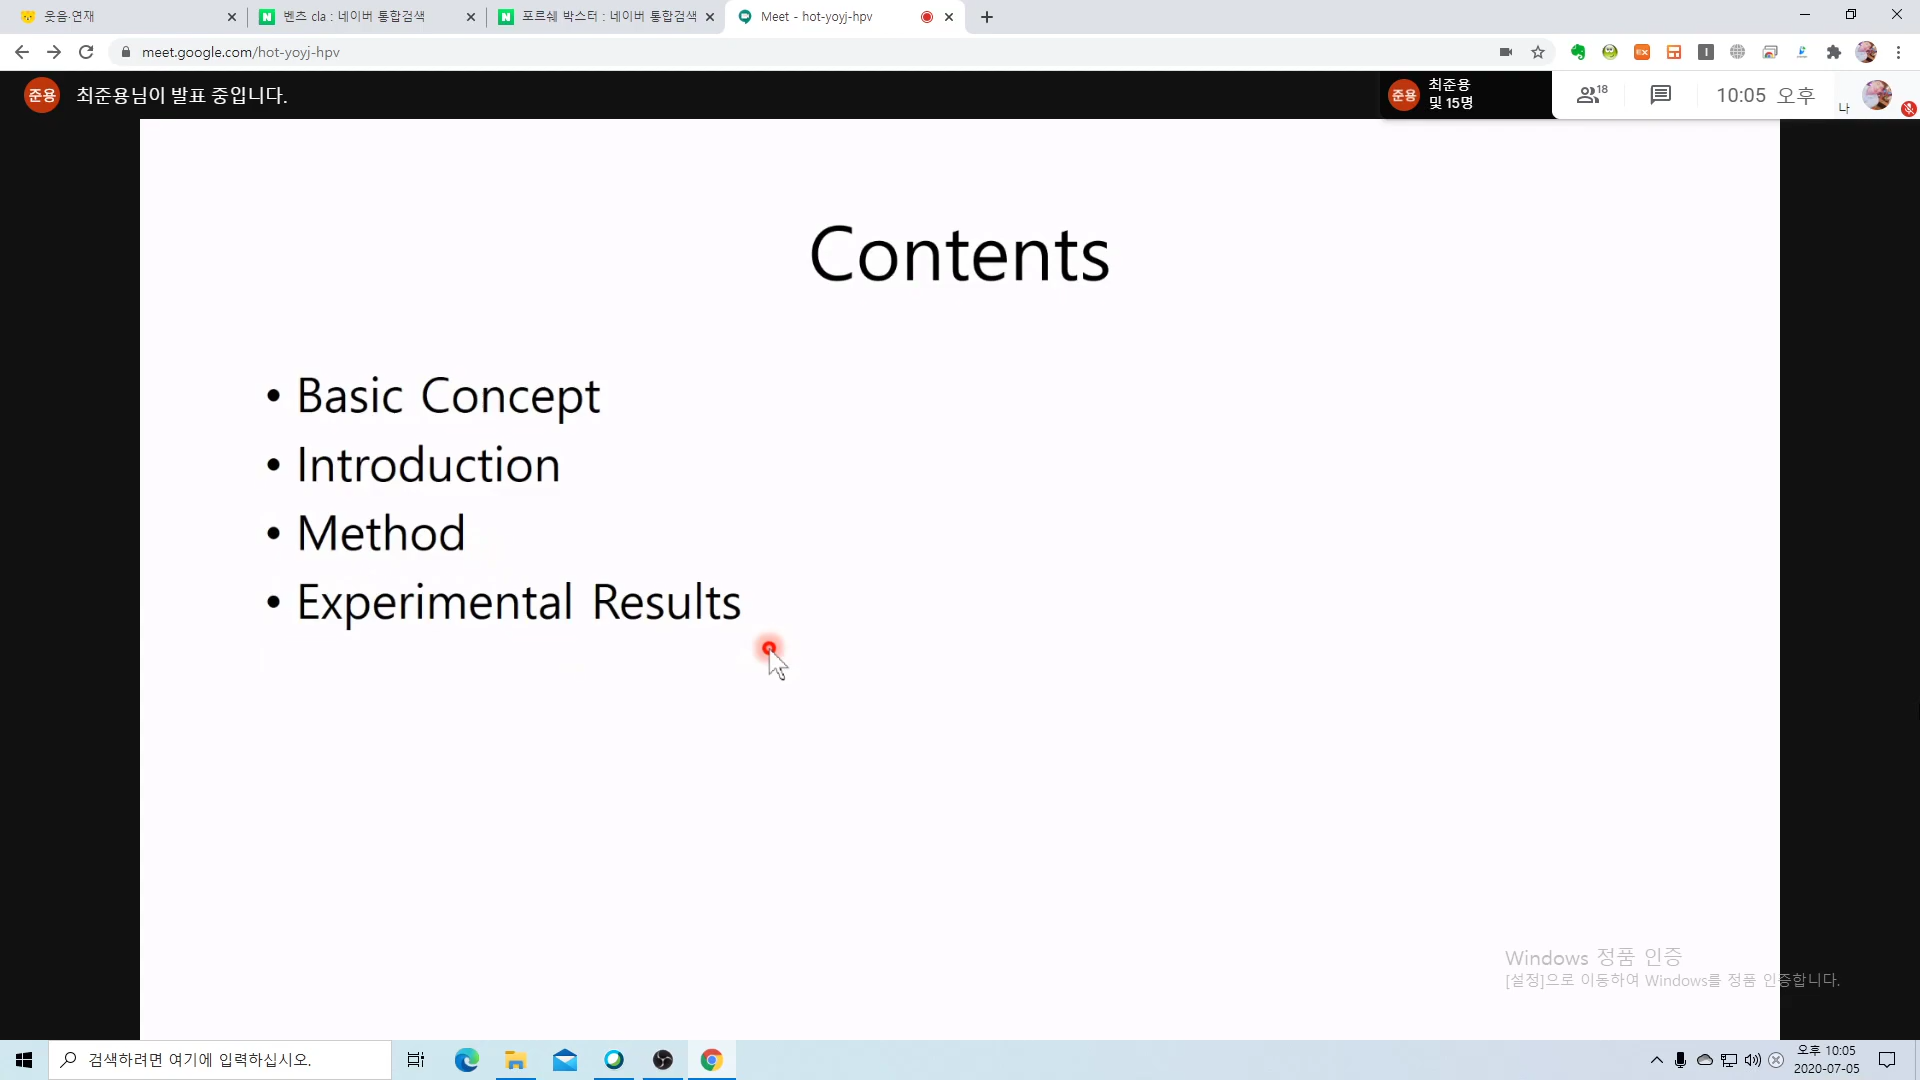 웃음·연재
벤츠 cla : 네이버 통합검색
포르쉐 박스터 : 네이버 통합검색
Meet - hot-yoyj-hpv
meet.google.com/hot-yoyj-hpv
준용
최준용님이 발표 중입니다.
준용
최준용
및 15명
18
10:05 오후
나
Contents
• Basic Concept
• Introduction
• Method
• Experimental Results
Windows 정품 인증
[설정]으로 이동하여 Windows를 정품 인증합니다.
검색하려면 여기에 입력하십시오.
오후 10:05
2020-07-05